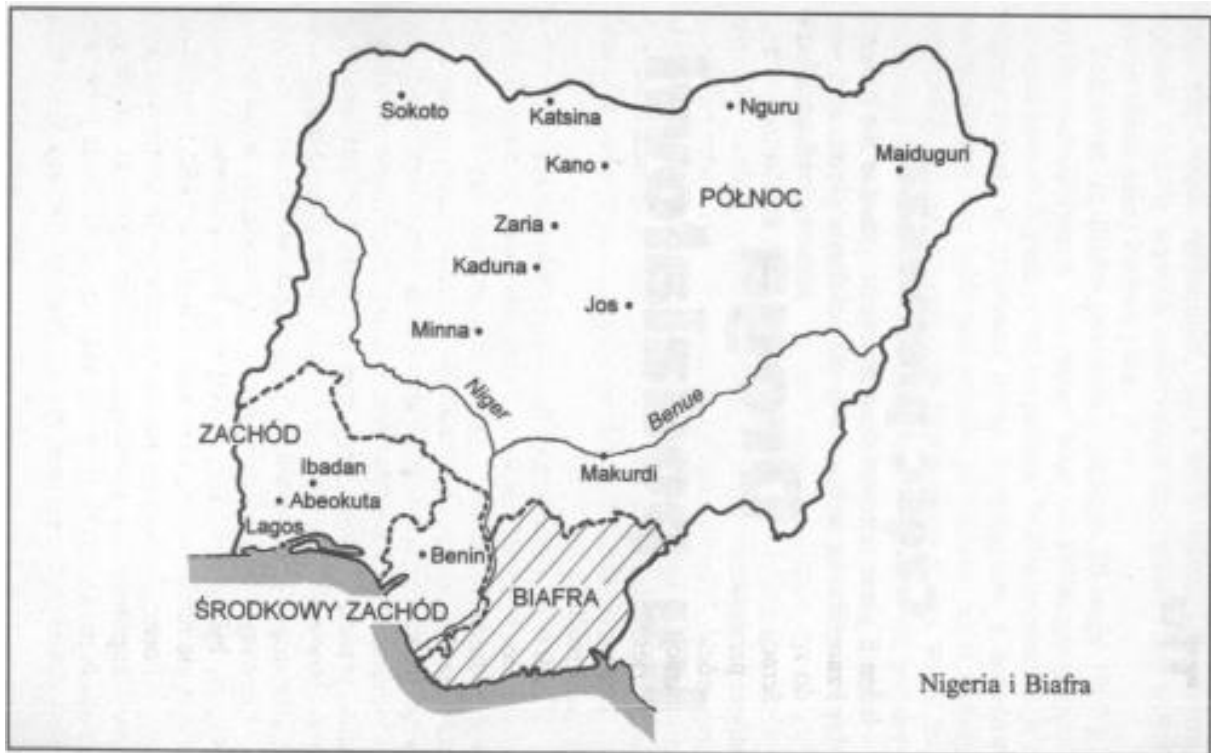 Sokoto
Katsina
Nguru
Kano
Maiduguri
PÓŁNOC
Zaria
Kaduna
Jos
Minna
Niger
Benue
ZACHÓD
Makurdi
Ibadan
Abeokuta
Lagos
Benin
BIAFRA
ŚRODKOWY ZACHÓD
Nigeria i Biafra